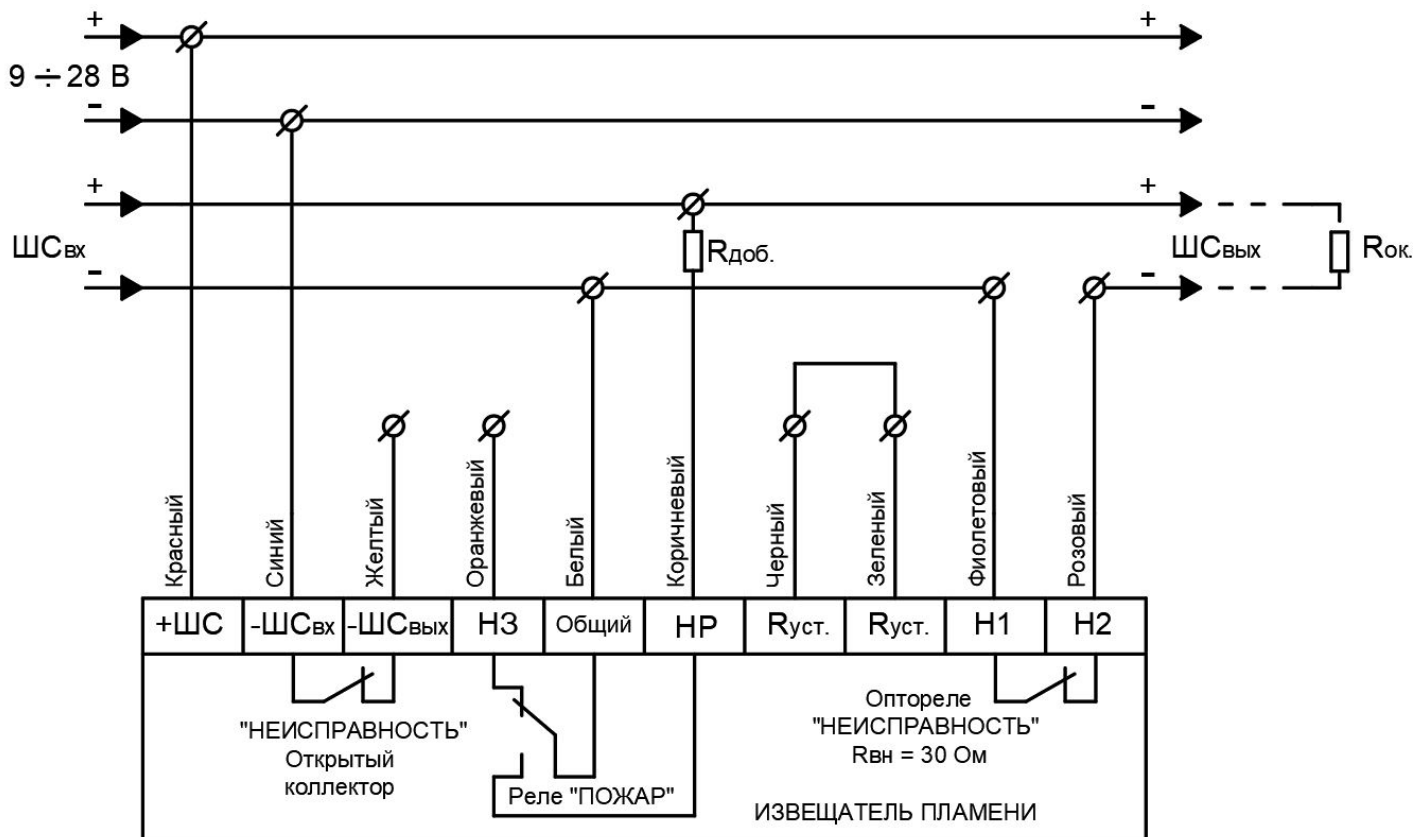 + +
9 ÷ 28 В
- -
+ +
ШСвх Rдоб. ШСвых Rок.
- -
Красный
Синий
Желтый
Оранжевый
Белый
Коричневый
Черный
Зеленый
Фиолетовый
Розовый
+ШС -ШСвх -ШСвых НЗ Общий НР Rуст. Rуст. Н1 Н2
"НЕИСПРАВНОСТЬ"
Открытый
коллектор
Реле "ПОЖАР"
Оптореле
"НЕИСПРАВНОСТЬ"
Rвн = 30 Ом
ИЗВЕЩАТЕЛЬ ПЛАМЕНИ